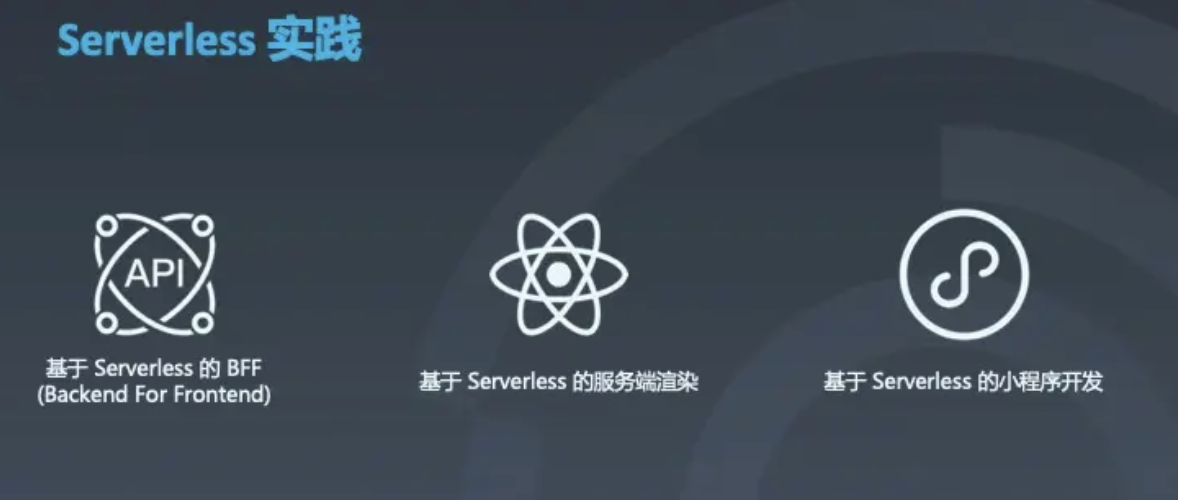 Serverless 实践
API
基于 Serverless 的 BFF
(Backend For Frontend)
基于 Serverless 的服务端渲染
基于 Serverless 的小程序开发